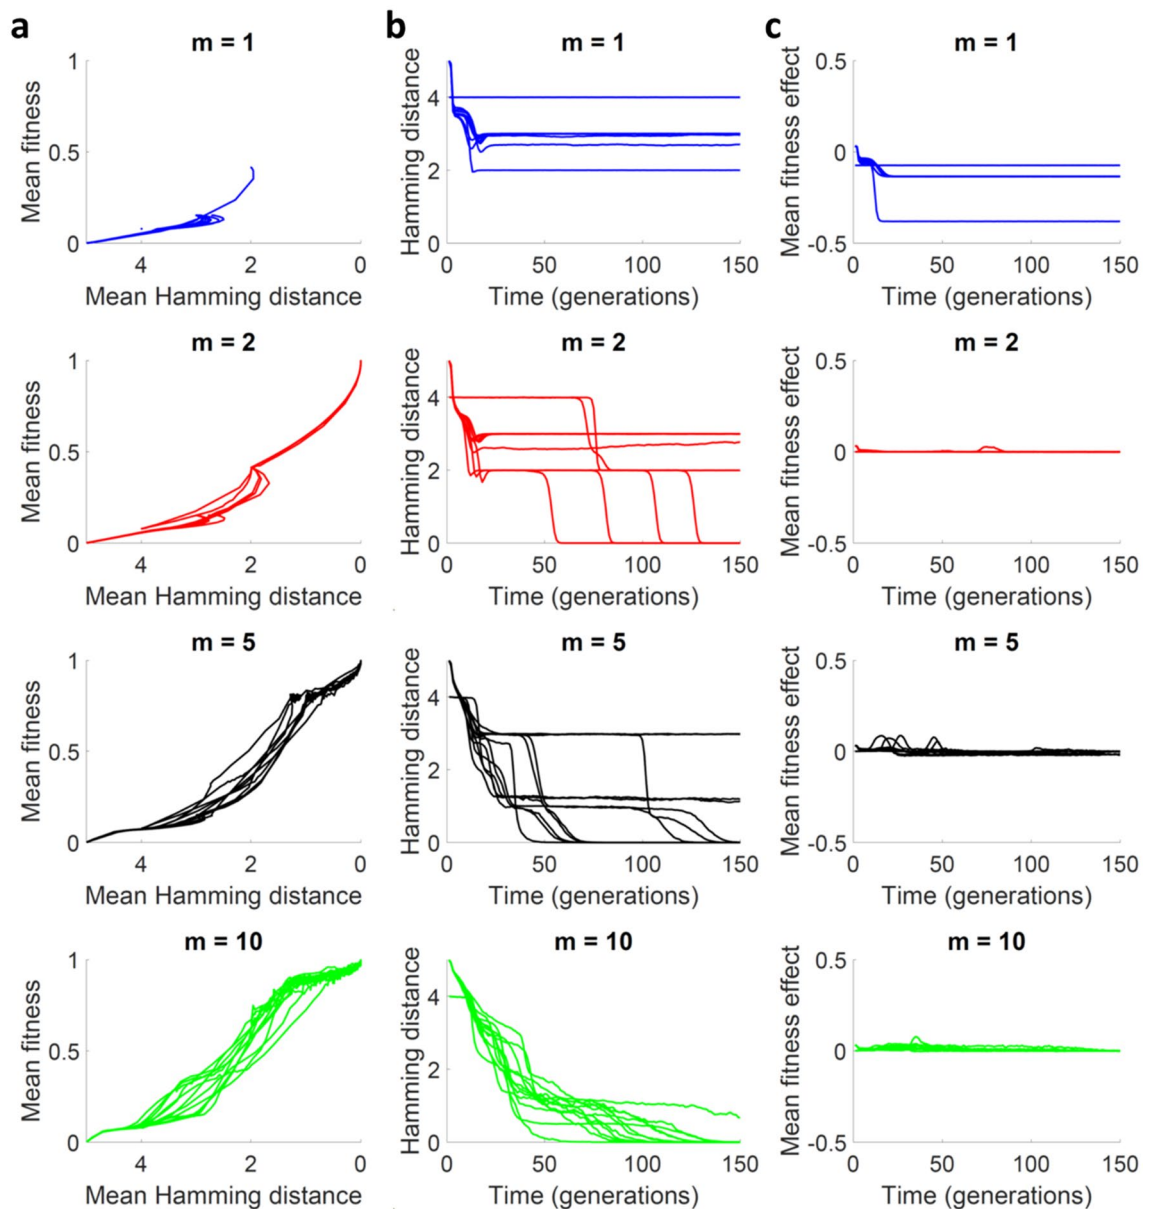 a
b
c
m = 1
m = 1
m = 1
Mean fitness
1
0.5
0
4
2
0
Mean Hamming distance
Hamming distance
4
2
0
0
50
100
150
Time (generations)
Mean fitness effect
0.5
0
-0.5
0
50
100
150
Time (generations)
m = 2
m = 2
m = 2
Mean fitness
1
0.5
0
4
2
0
Mean Hamming distance
Hamming distance
4
2
0
0
50
100
150
Time (generations)
Mean fitness effect
0.5
0
-0.5
0
50
100
150
Time (generations)
m = 5
m = 5
m = 5
Mean fitness
1
0.5
0
4
2
0
Mean Hamming distance
Hamming distance
4
2
0
0
50
100
150
Time (generations)
Mean fitness effect
0.5
0
-0.5
0
50
100
150
Time (generations)
m = 10
m = 10
m = 10
Mean fitness
1
0.5
0
4
2
0
Mean Hamming distance
Hamming distance
4
2
0
0
50
100
150
Time (generations)
Mean fitness effect
0.5
0
-0.5
0
50
100
150
Time (generations)